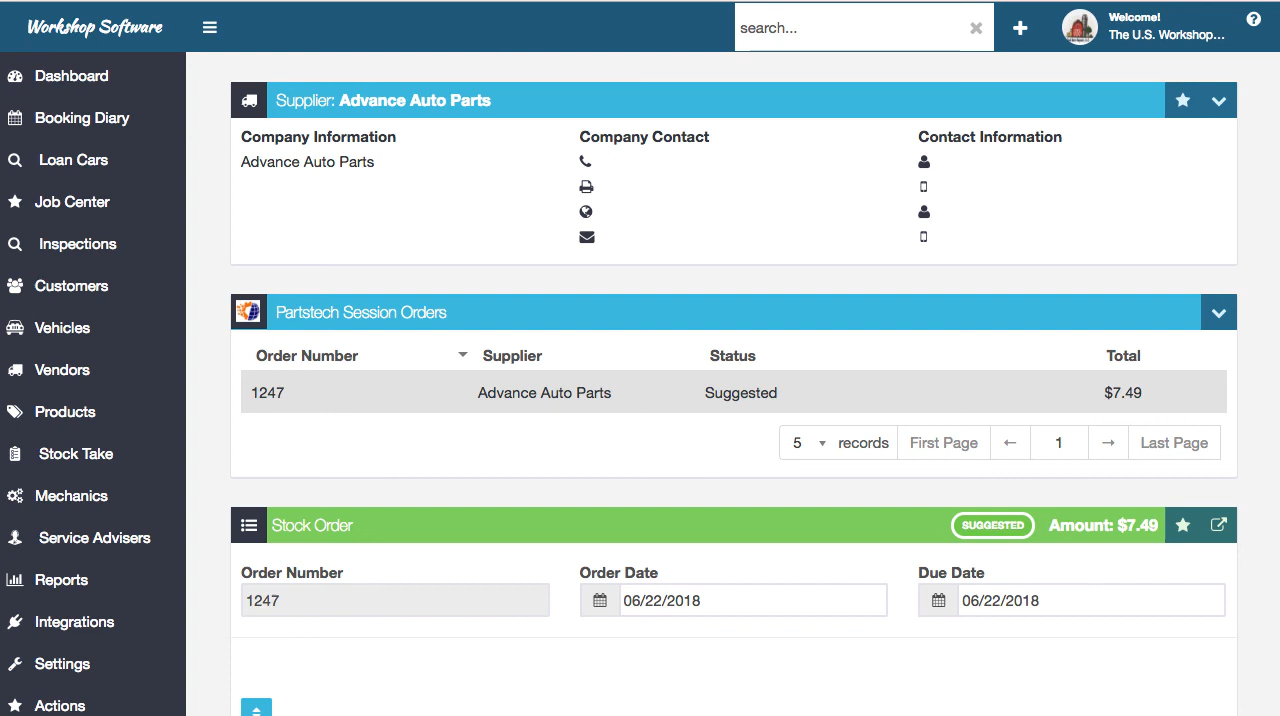 Workshop Software
search...
Welcome!
The U.S. Workshop...
Dashboard
Booking Diary
Loan Cars
Job Center
Inspections
Customers
Vehicles
Vendors
Products
Stock Take
Mechanics
Service Advisers
Reports
Integrations
Settings
Actions
Supplier: Advance Auto Parts
Company Information Company Contact Contact Information
Advance Auto Parts
Partstech Session Orders
Order Number Supplier Status Total
1247 Advance Auto Parts Suggested $7.49
5 records First Page ← 1 → Last Page
Stock Order SUGGESTED Amount: $7.49
Order Number Order Date Due Date
1247 06/22/2018 06/22/2018